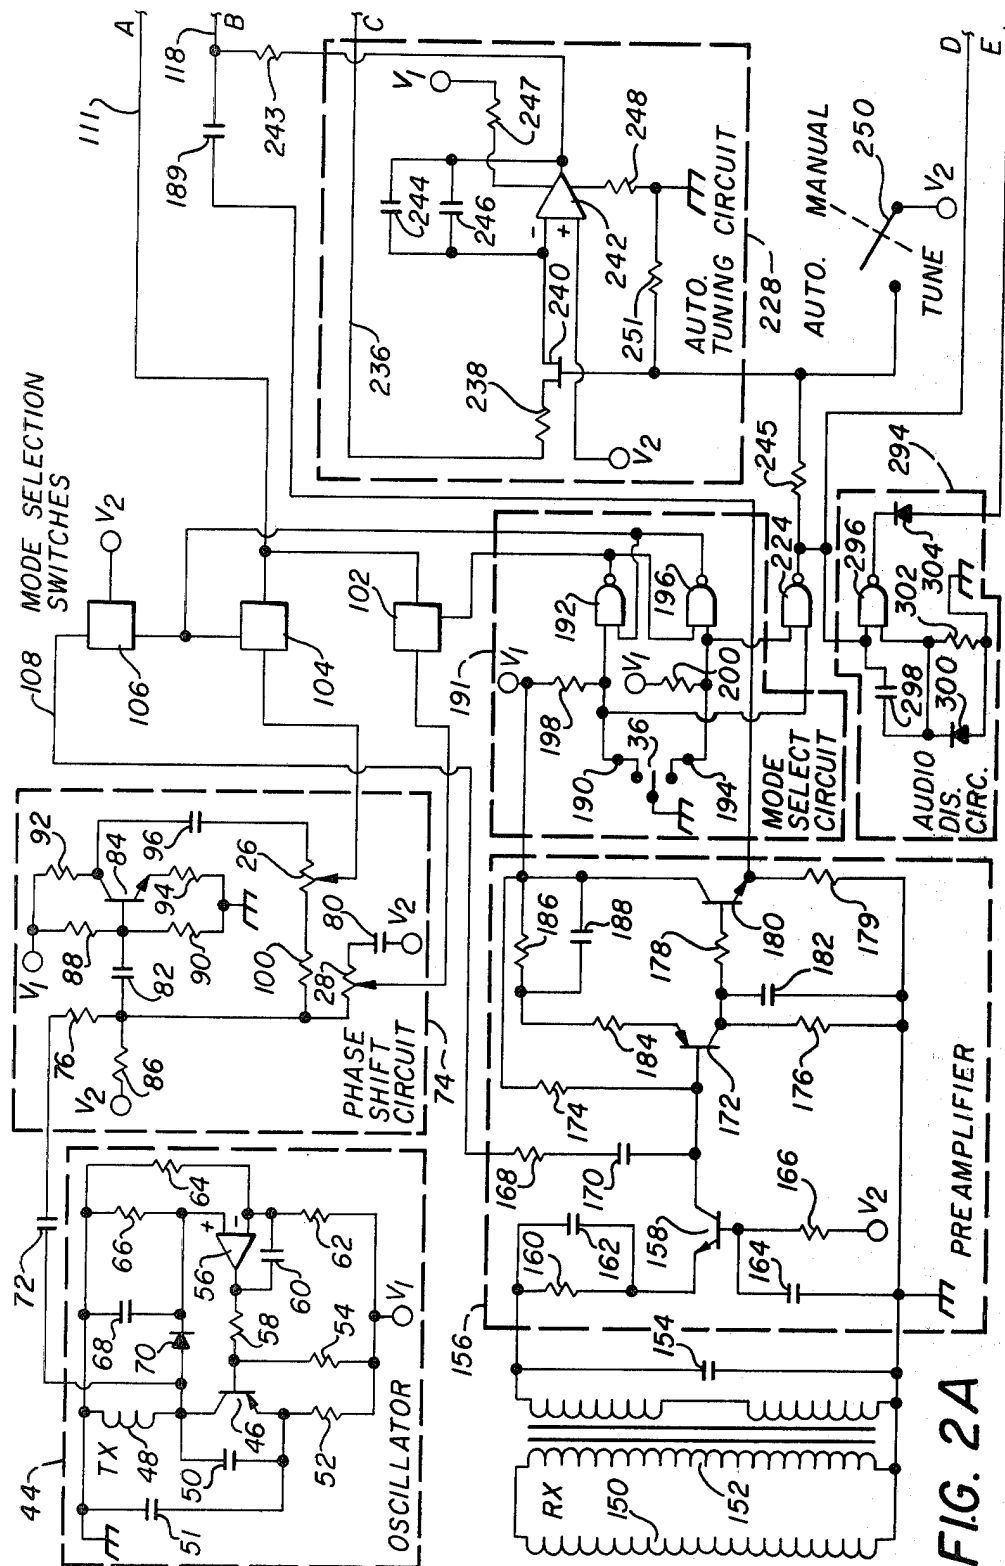 44
TX
48
50
51
46
52
54
58
56
60
62
64
66
68
70
72
+
-
V1
OSCILLATOR
V1
V2
76
82
84
86
88
90
92
94
96
26
100
28
80
V2
PHASE
SHIFT
CIRCUIT
74
108
MODE SELECTION
SWITCHES
106
V2
104
102
111
A
118
B
C
189
243
236
238
240
-
+
242
244
246
V1
247
248
251
V2
AUTO.
TUNING CIRCUIT
228
AUTO.
MANUAL
TUNE
250
V2
D
E
191
V1
198
192
V1
196
200
190
36
194
MODE
SELECT
CIRCUIT
224
245
294
AUDIO
DIS.
CIRC.
296
298
300
302
304
156
RX
150
152
154
160
162
158
164
166
V2
168
170
174
184
172
176
186
188
178
180
182
179
PREAMPLIFIER
FIG. 2A